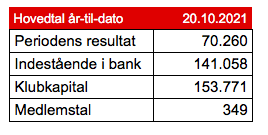 Hovedtal år-til-dato 20.10.2021
Periodens resultat 70.260
Indestående i bank 141.058
Klubkapital 153.771
Medlemstal 349